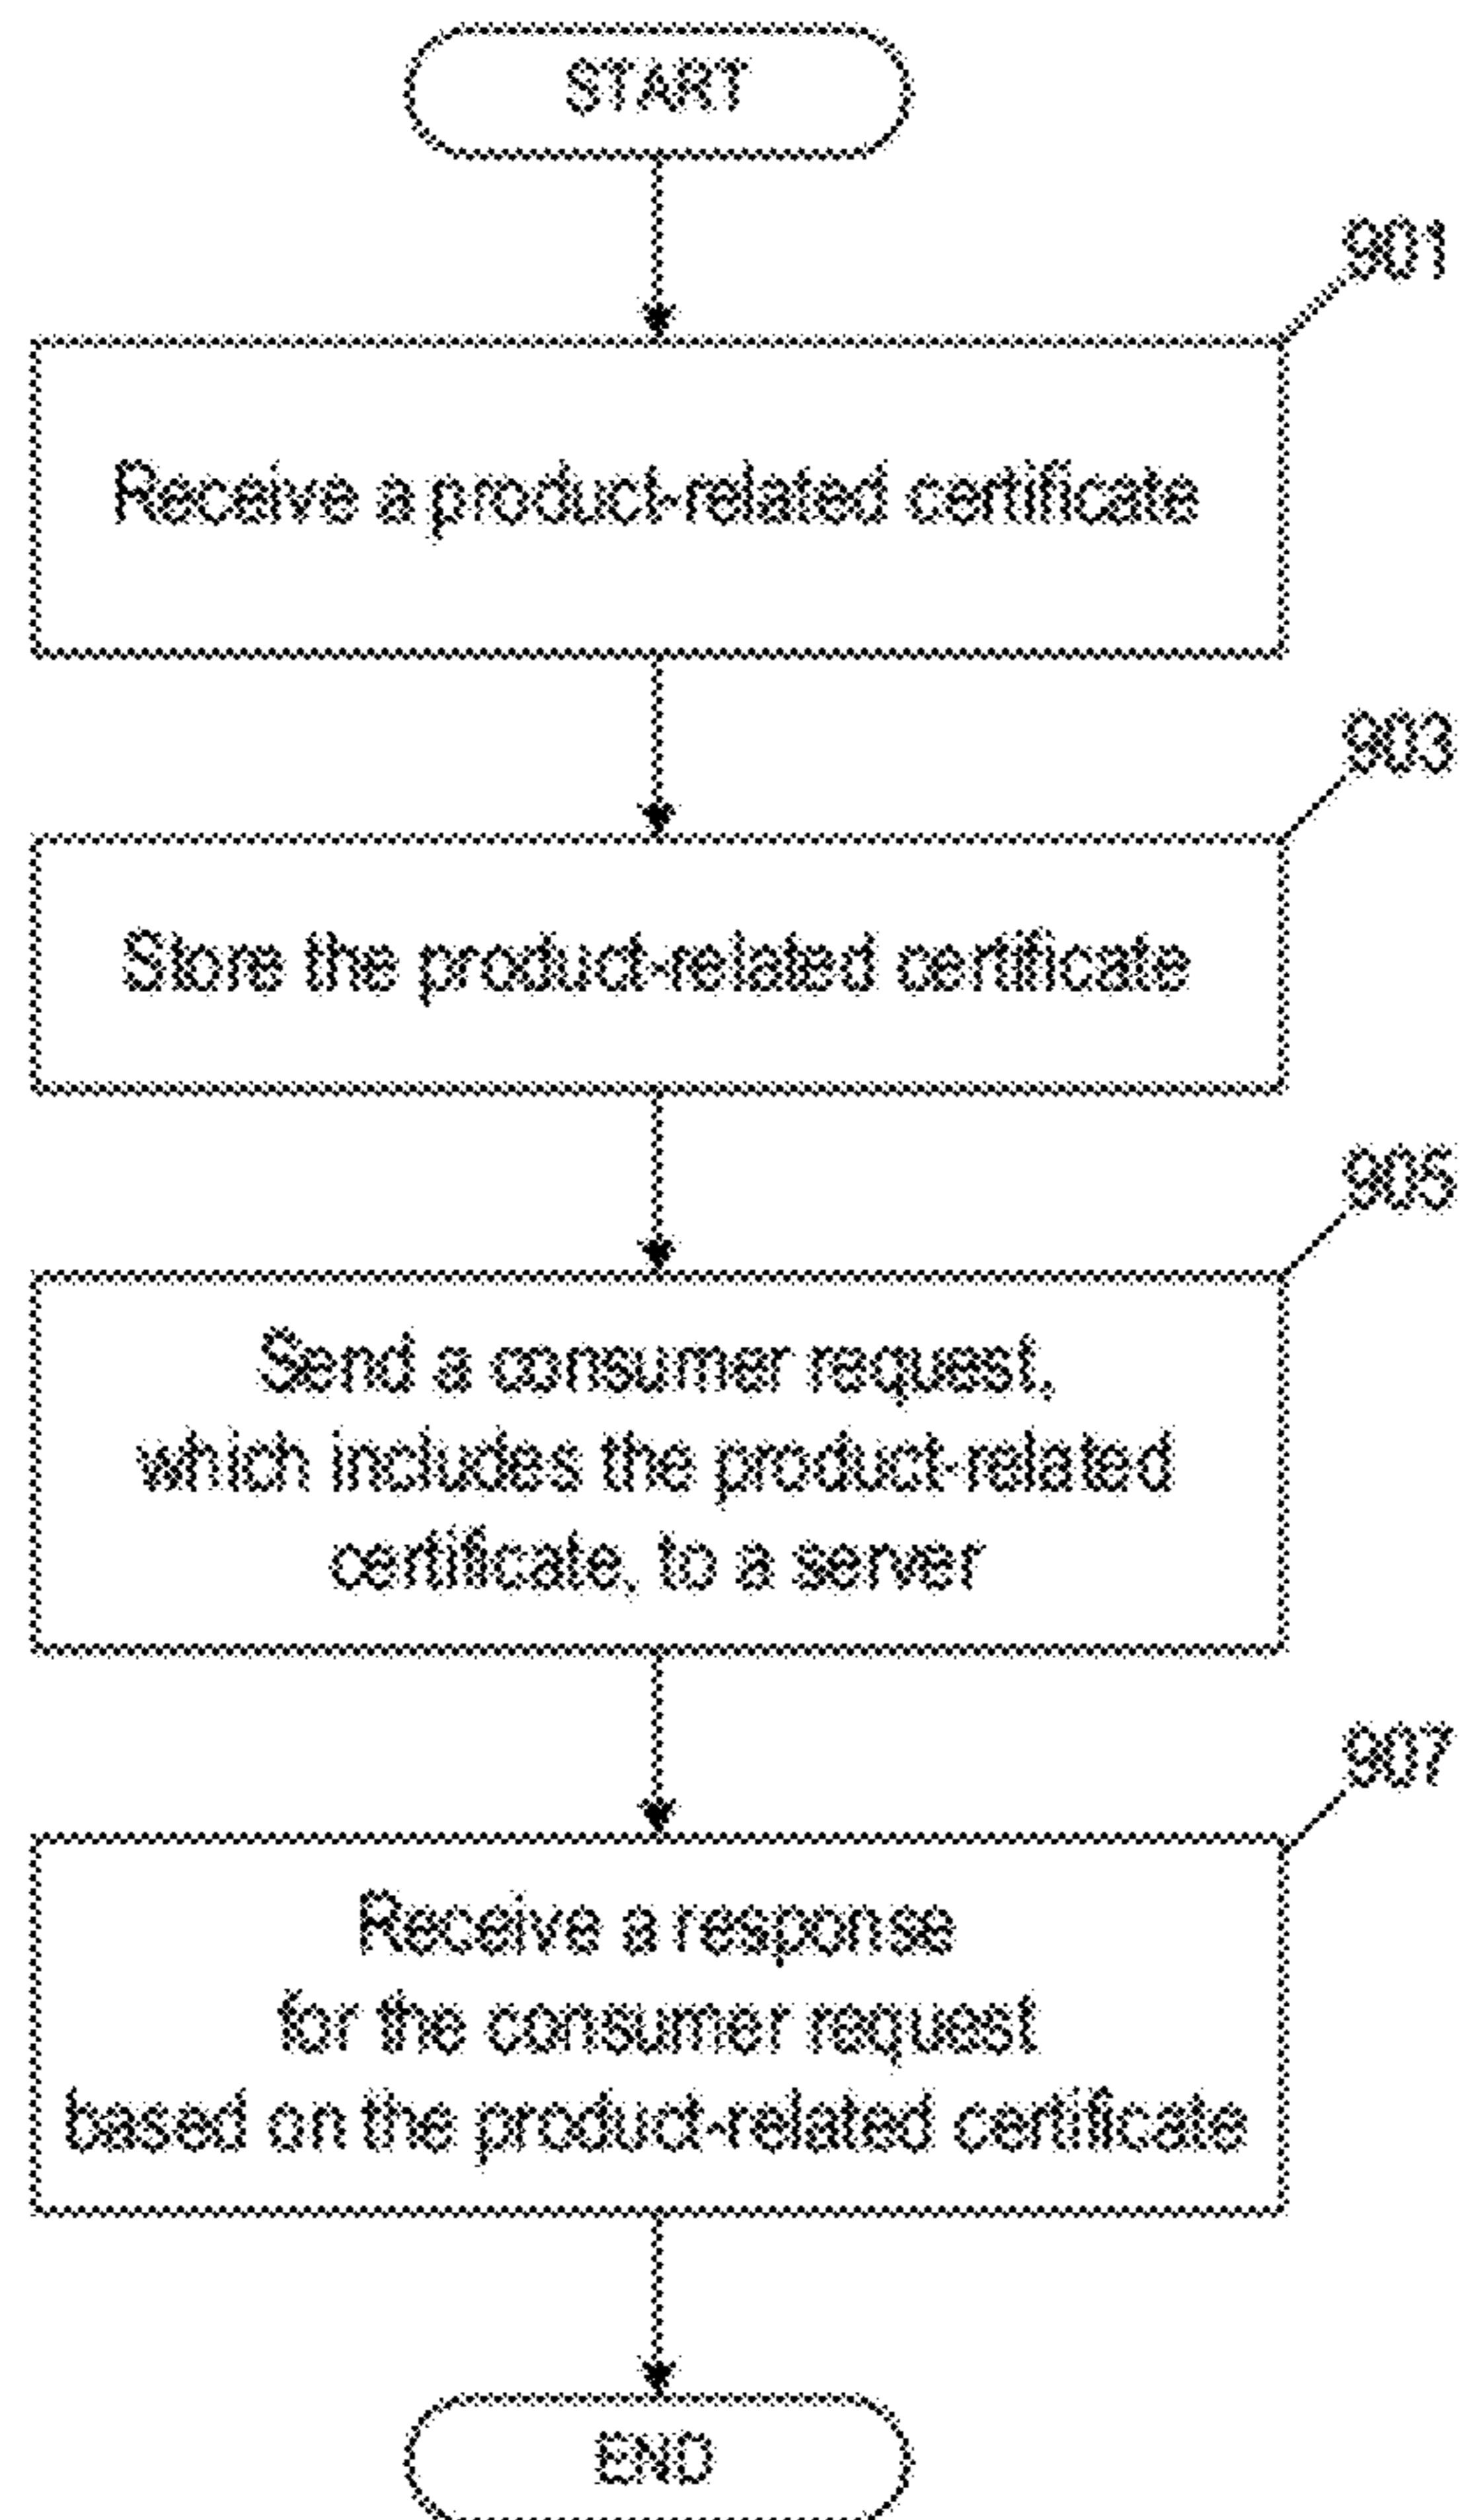 START
901
Receive a product-related certificate
903
Store the product-related certificate
905
Send a consumer request,
which includes the product-related
certificate, to a server
907
Receive a response
for the consumer request
based on the product-related certificate
END